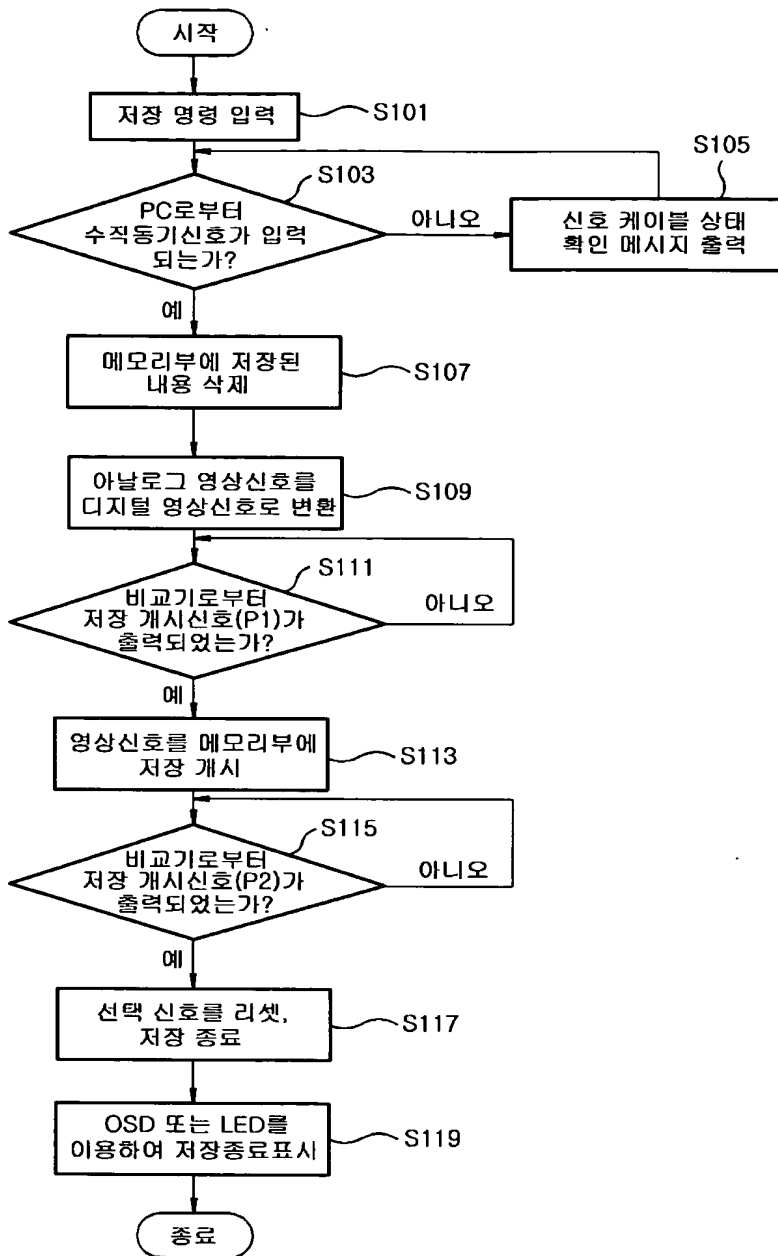 시작
저장 명령 입력
S101
S103
PC로부터
수직동기신호가 입력
되는가?
아니오
S105
신호 케이블 상태
확인 메시지 출력
예
메모리부에 저장된
내용 삭제
S107
아날로그 영상신호를
디지털 영상신호로 변환
S109
S111
비교기로부터
저장 개시신호(P1)가
출력되었는가?
아니오
예
영상신호를 메모리부에
저장 개시
S113
S115
비교기로부터
저장 개시신호(P2)가
출력되었는가?
아니오
예
선택 신호를 리셋,
저장 종료
S117
OSD 또는 LED를
이용하여 저장종료표시
S119
종료